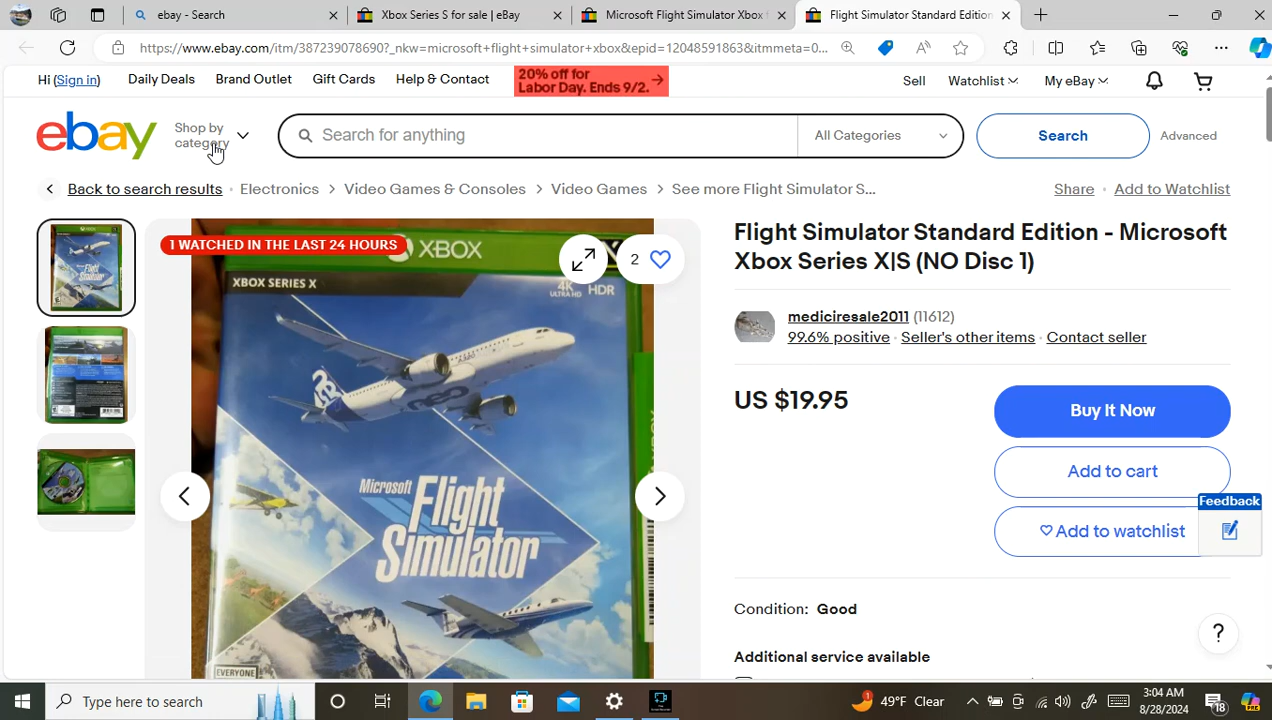 ebay - Search
Xbox Series S for sale | eBay
Microsoft Flight Simulator Xbox
Flight Simulator Standard Edition
https://www.ebay.com/itm/387239078690?_nkw=microsoft+flight+simulator+xbox&epid=12048591863&itmmeta=0...
Hi (Sign in)
Daily Deals
Brand Outlet
Gift Cards
Help & Contact
20% off for
Labor Day. Ends 9/2.
Sell
Watchlist
My eBay
ebay
Shop by
category
Search for anything
All Categories
Search
Advanced
Back to search results
Electronics
Video Games & Consoles
Video Games
See more Flight Simulator S...
Share
Add to Watchlist
1 WATCHED IN THE LAST 24 HOURS
2
XBOX
XBOX SERIES X
4K
ULTRA HD
HDR
neo
Microsoft
Flight
Simulator
EVERYONE
Flight Simulator Standard Edition - Microsoft
Xbox Series X|S (NO Disc 1)
mediciresale2011 (11612)
99.6% positive · Seller's other items · Contact seller
US $19.95
Buy It Now
Add to cart
Add to watchlist
Feedback
Condition: Good
Additional service available
?
Type here to search
1
49°F Clear
3:04 AM
8/28/2024
18